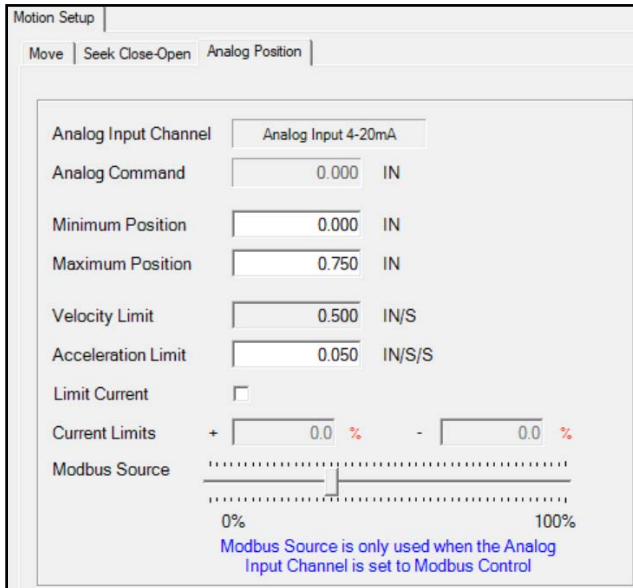 Motion Setup
Move Seek Close-Open Analog Position
Analog Input Channel Analog Input 4-20mA
Analog Command 0.000 IN
Minimum Position 0.000 IN
Maximum Position 0.750 IN
Velocity Limit 0.500 IN/S
Acceleration Limit 0.050 IN/S/S
Limit Current
Current Limits + 0.0 % - 0.0 %
Modbus Source
0% 100%
Modbus Source is only used when the Analog
Input Channel is set to Modbus Control